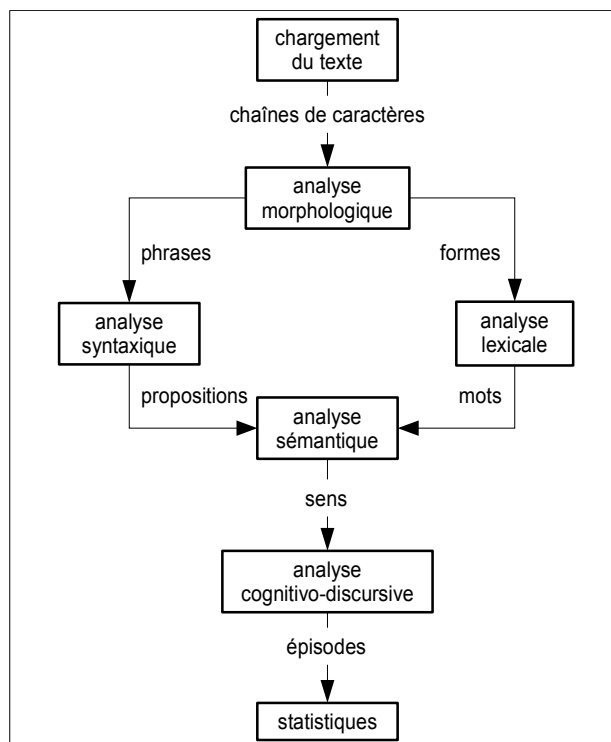 chargement
du texte
chaînes de caractères
analyse
morphologique
phrases
formes
analyse
syntaxique
analyse
lexicale
propositions
mots
analyse
sémantique
sens
analyse
cognitivo-discursive
épisodes
statistiques